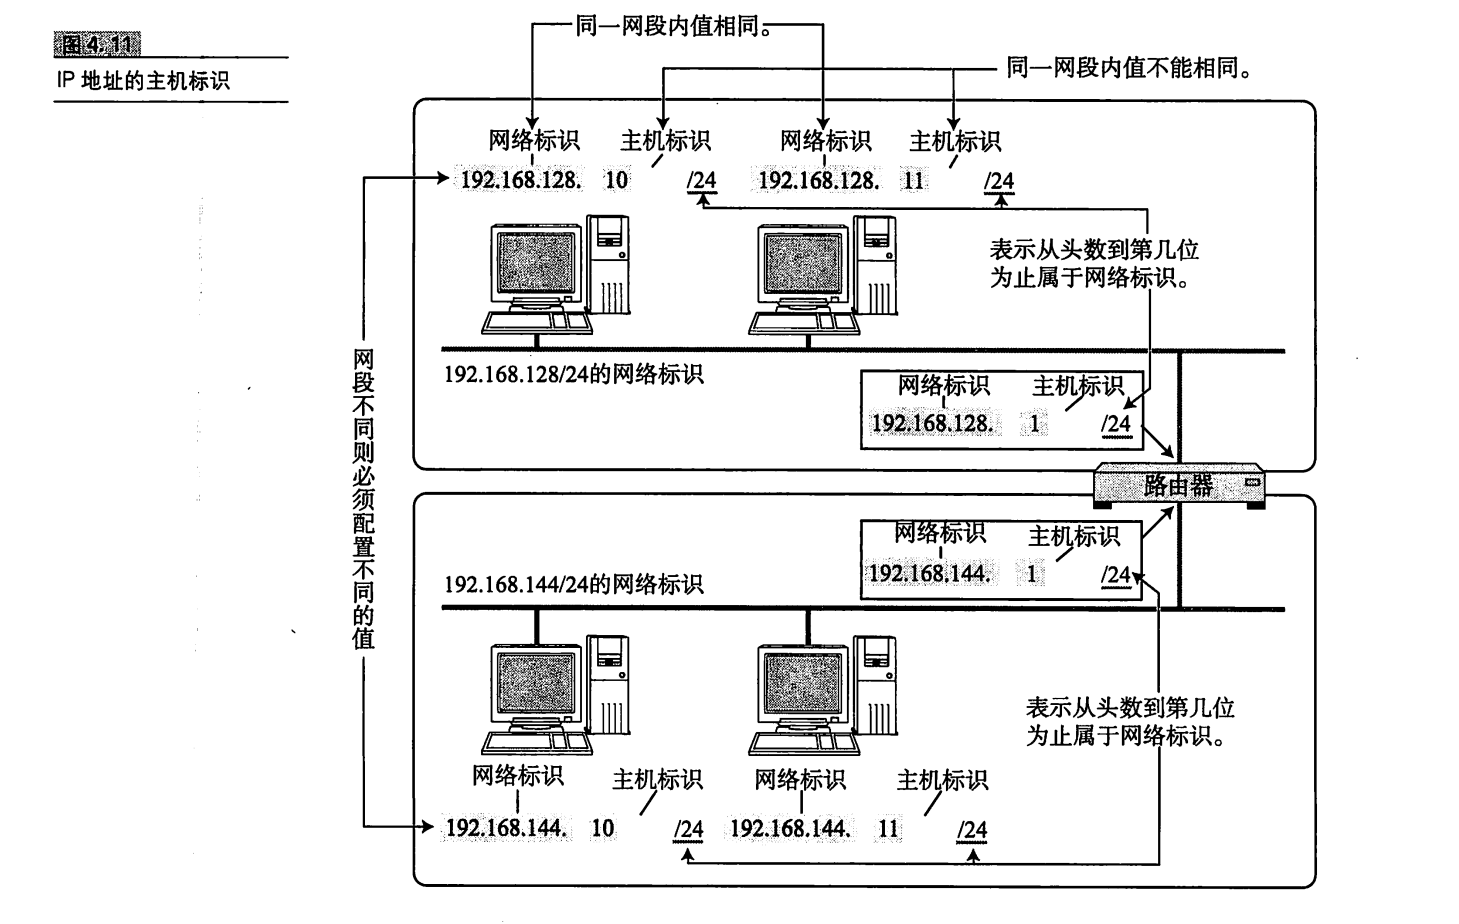 图4.11
IP 地址的主机标识
同一网段内值相同。
同一网段内值不能相同。
网络标识 主机标识 网络标识 主机标识
192.168.128. 10 /24 192.168.128. 11 /24
表示从头数到第几位
为止属于网络标识。
192.168.128/24的网络标识
网络标识 主机标识
192.168.128. 1 /24
网段不同则必须配置不同的值
路由器
网络标识 主机标识
192.168.144. 1 /24
192.168.144/24的网络标识
表示从头数到第几位
为止属于网络标识。
网络标识 主机标识 网络标识 主机标识
192.168.144. 10 /24 192.168.144. 11 /24